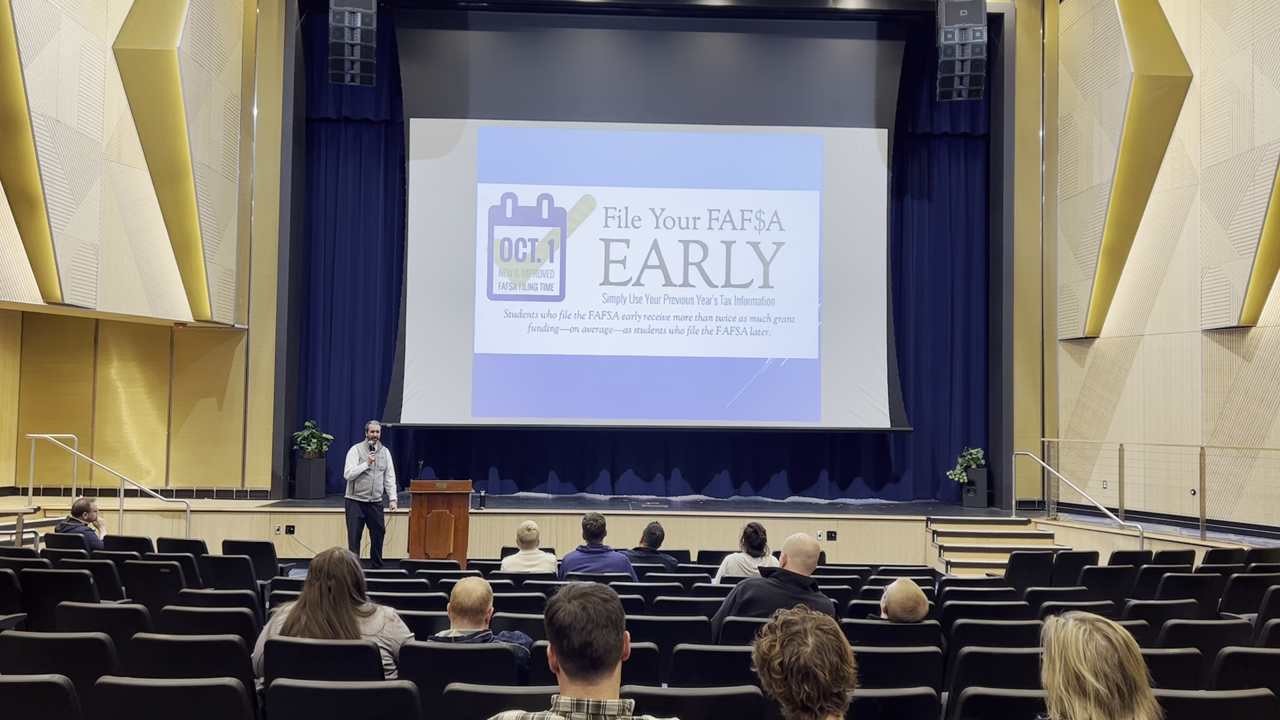 OCT. 1
NEW & IMPROVED
FAFSA FILING TIME
File Your FAF$A
EARLY
Simply Use Your Previous Year's Tax Information
Students who file the FAFSA early receive more than twice as much grant
funding—on average—as students who file the FAFSA later.